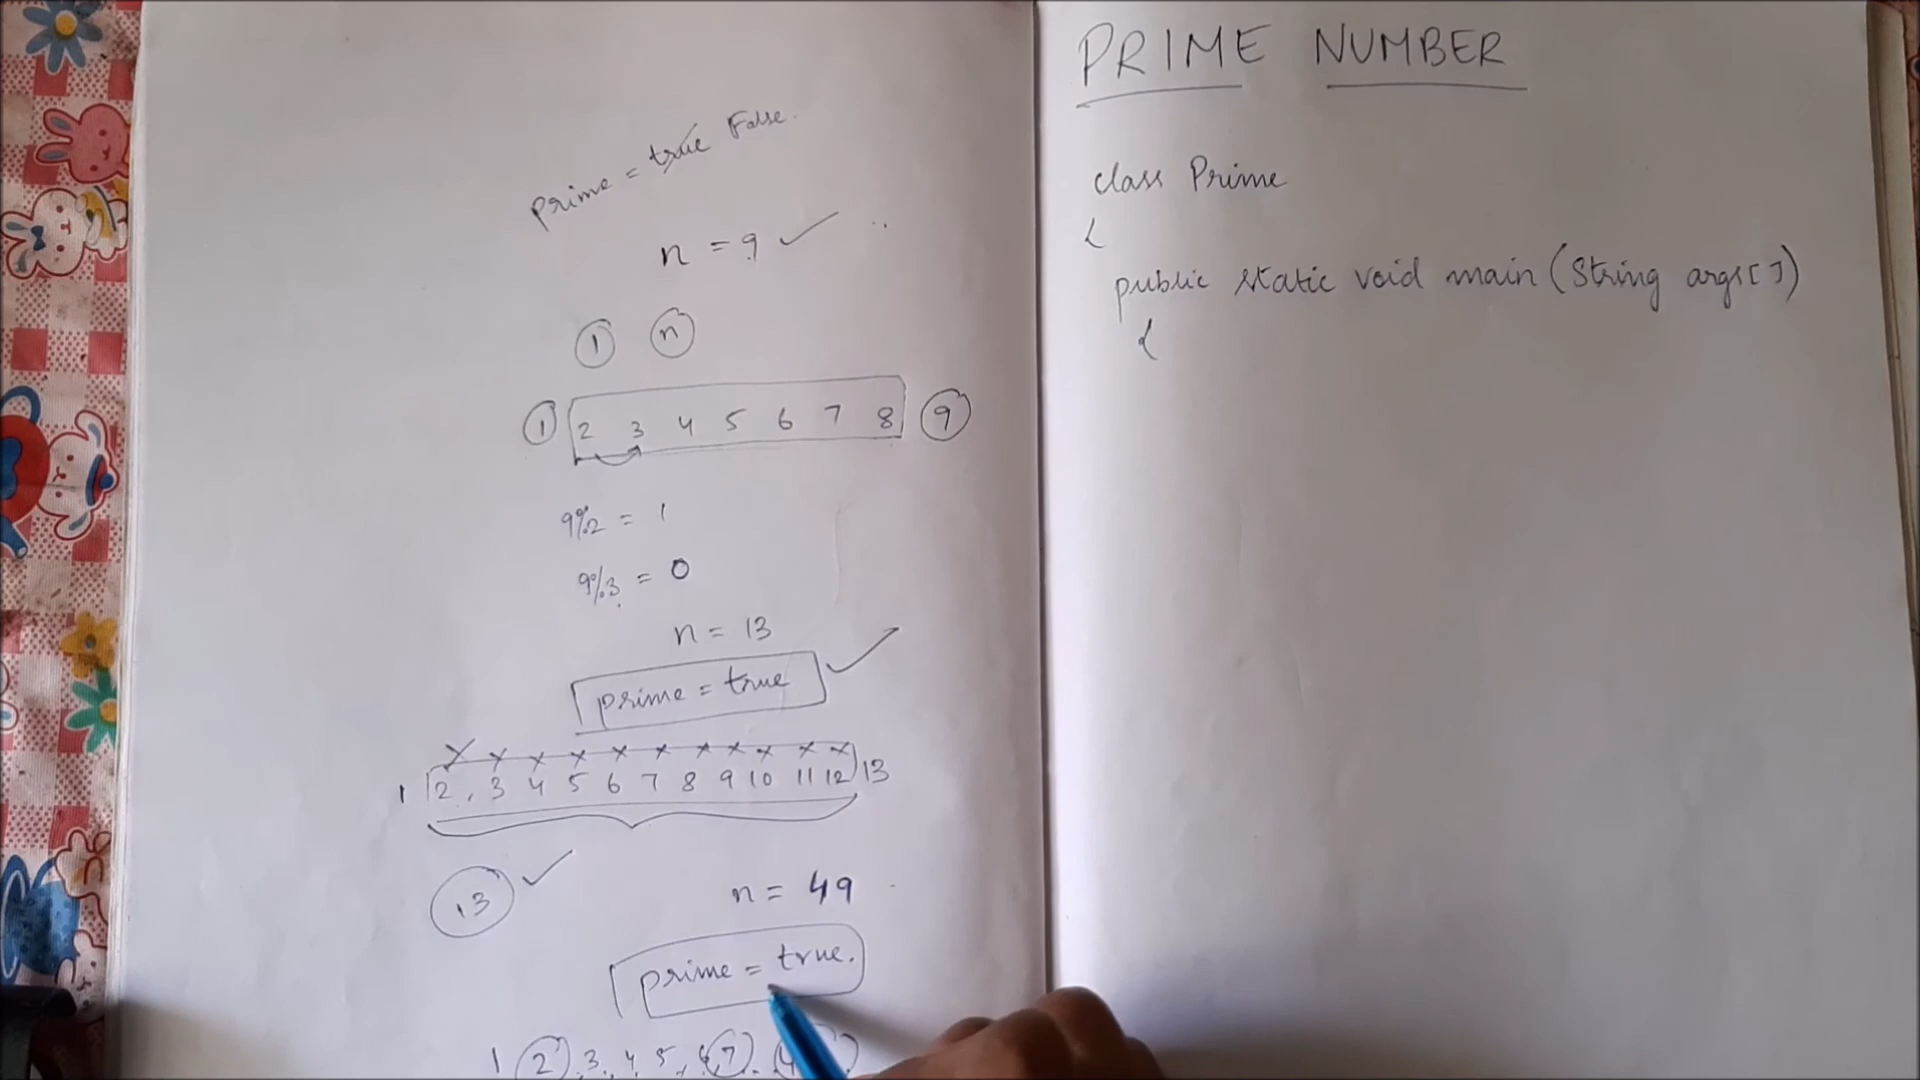 prime = true False.
n = 9
1 n
1 2 3 4 5 6 7 8 9
9%2 = 1
9%3 = 0
n = 13
prime = true
1 2, 3 4 5 6 7 8 9 10 11 12 13
13
n = 49
prime = true.
1 2, 3, 4, 5, 6, 7
PRIME NUMBER
class Prime
{
public static void main (String args[])
{